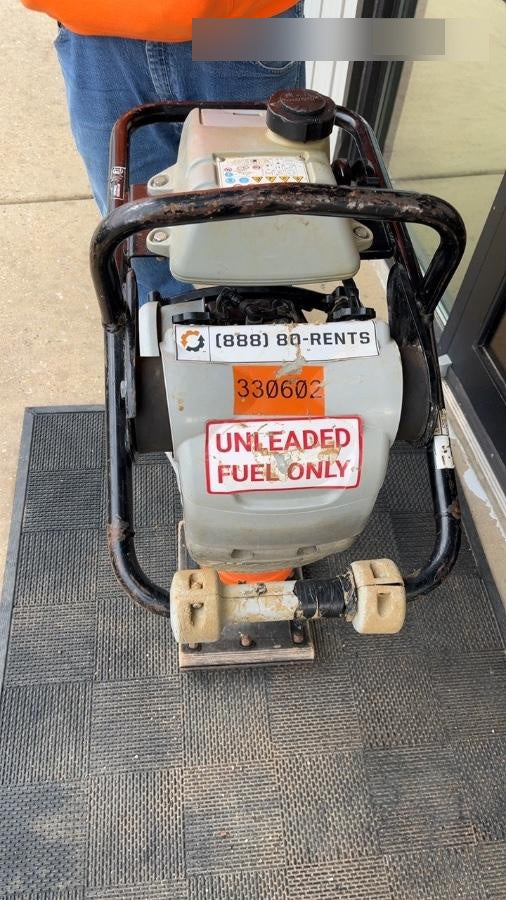 (888) 80-RENTS
330602
UNLEADED
FUEL ONLY